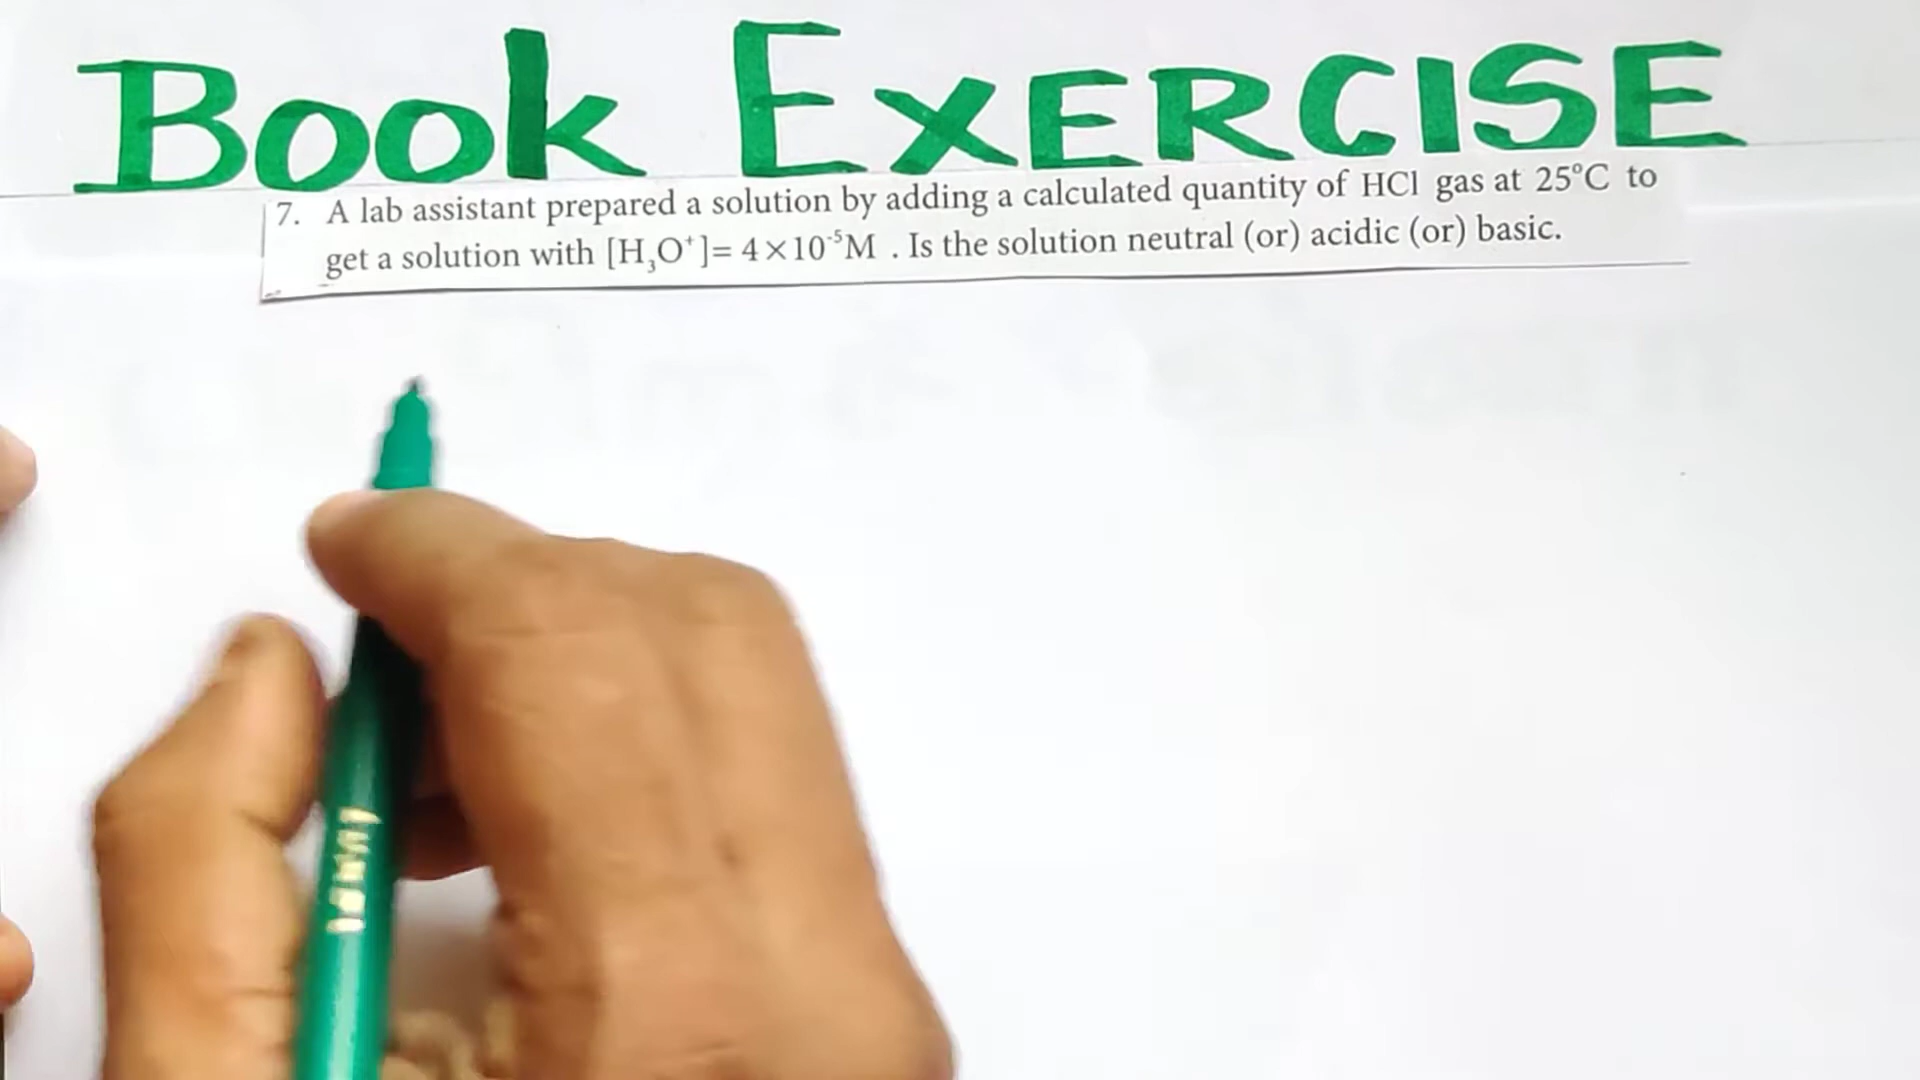 BOOK EXERCISE
7. A lab assistant prepared a solution by adding a calculated quantity of HCl gas at 25°C to
get a solution with [H₃O⁺]= 4×10⁻⁵M . Is the solution neutral (or) acidic (or) basic.